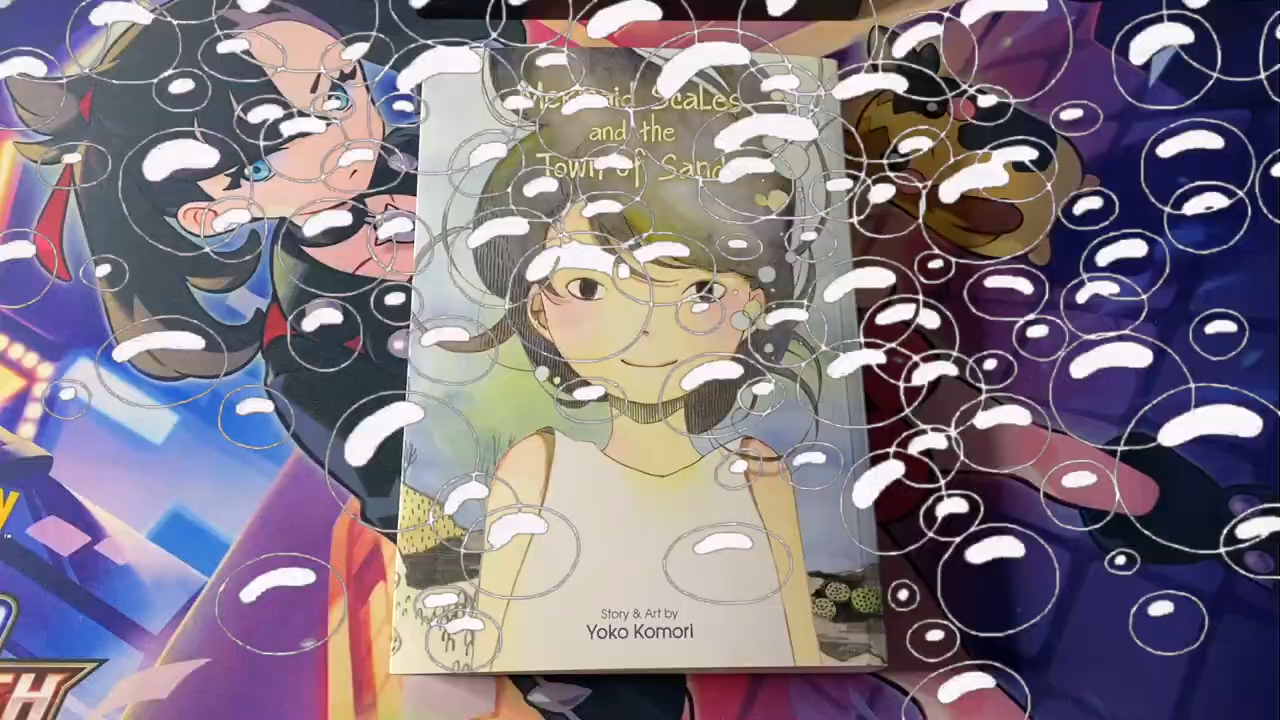 Mermaid Scales
and the
Town of Sand
Story & Art by
Yoko Komori